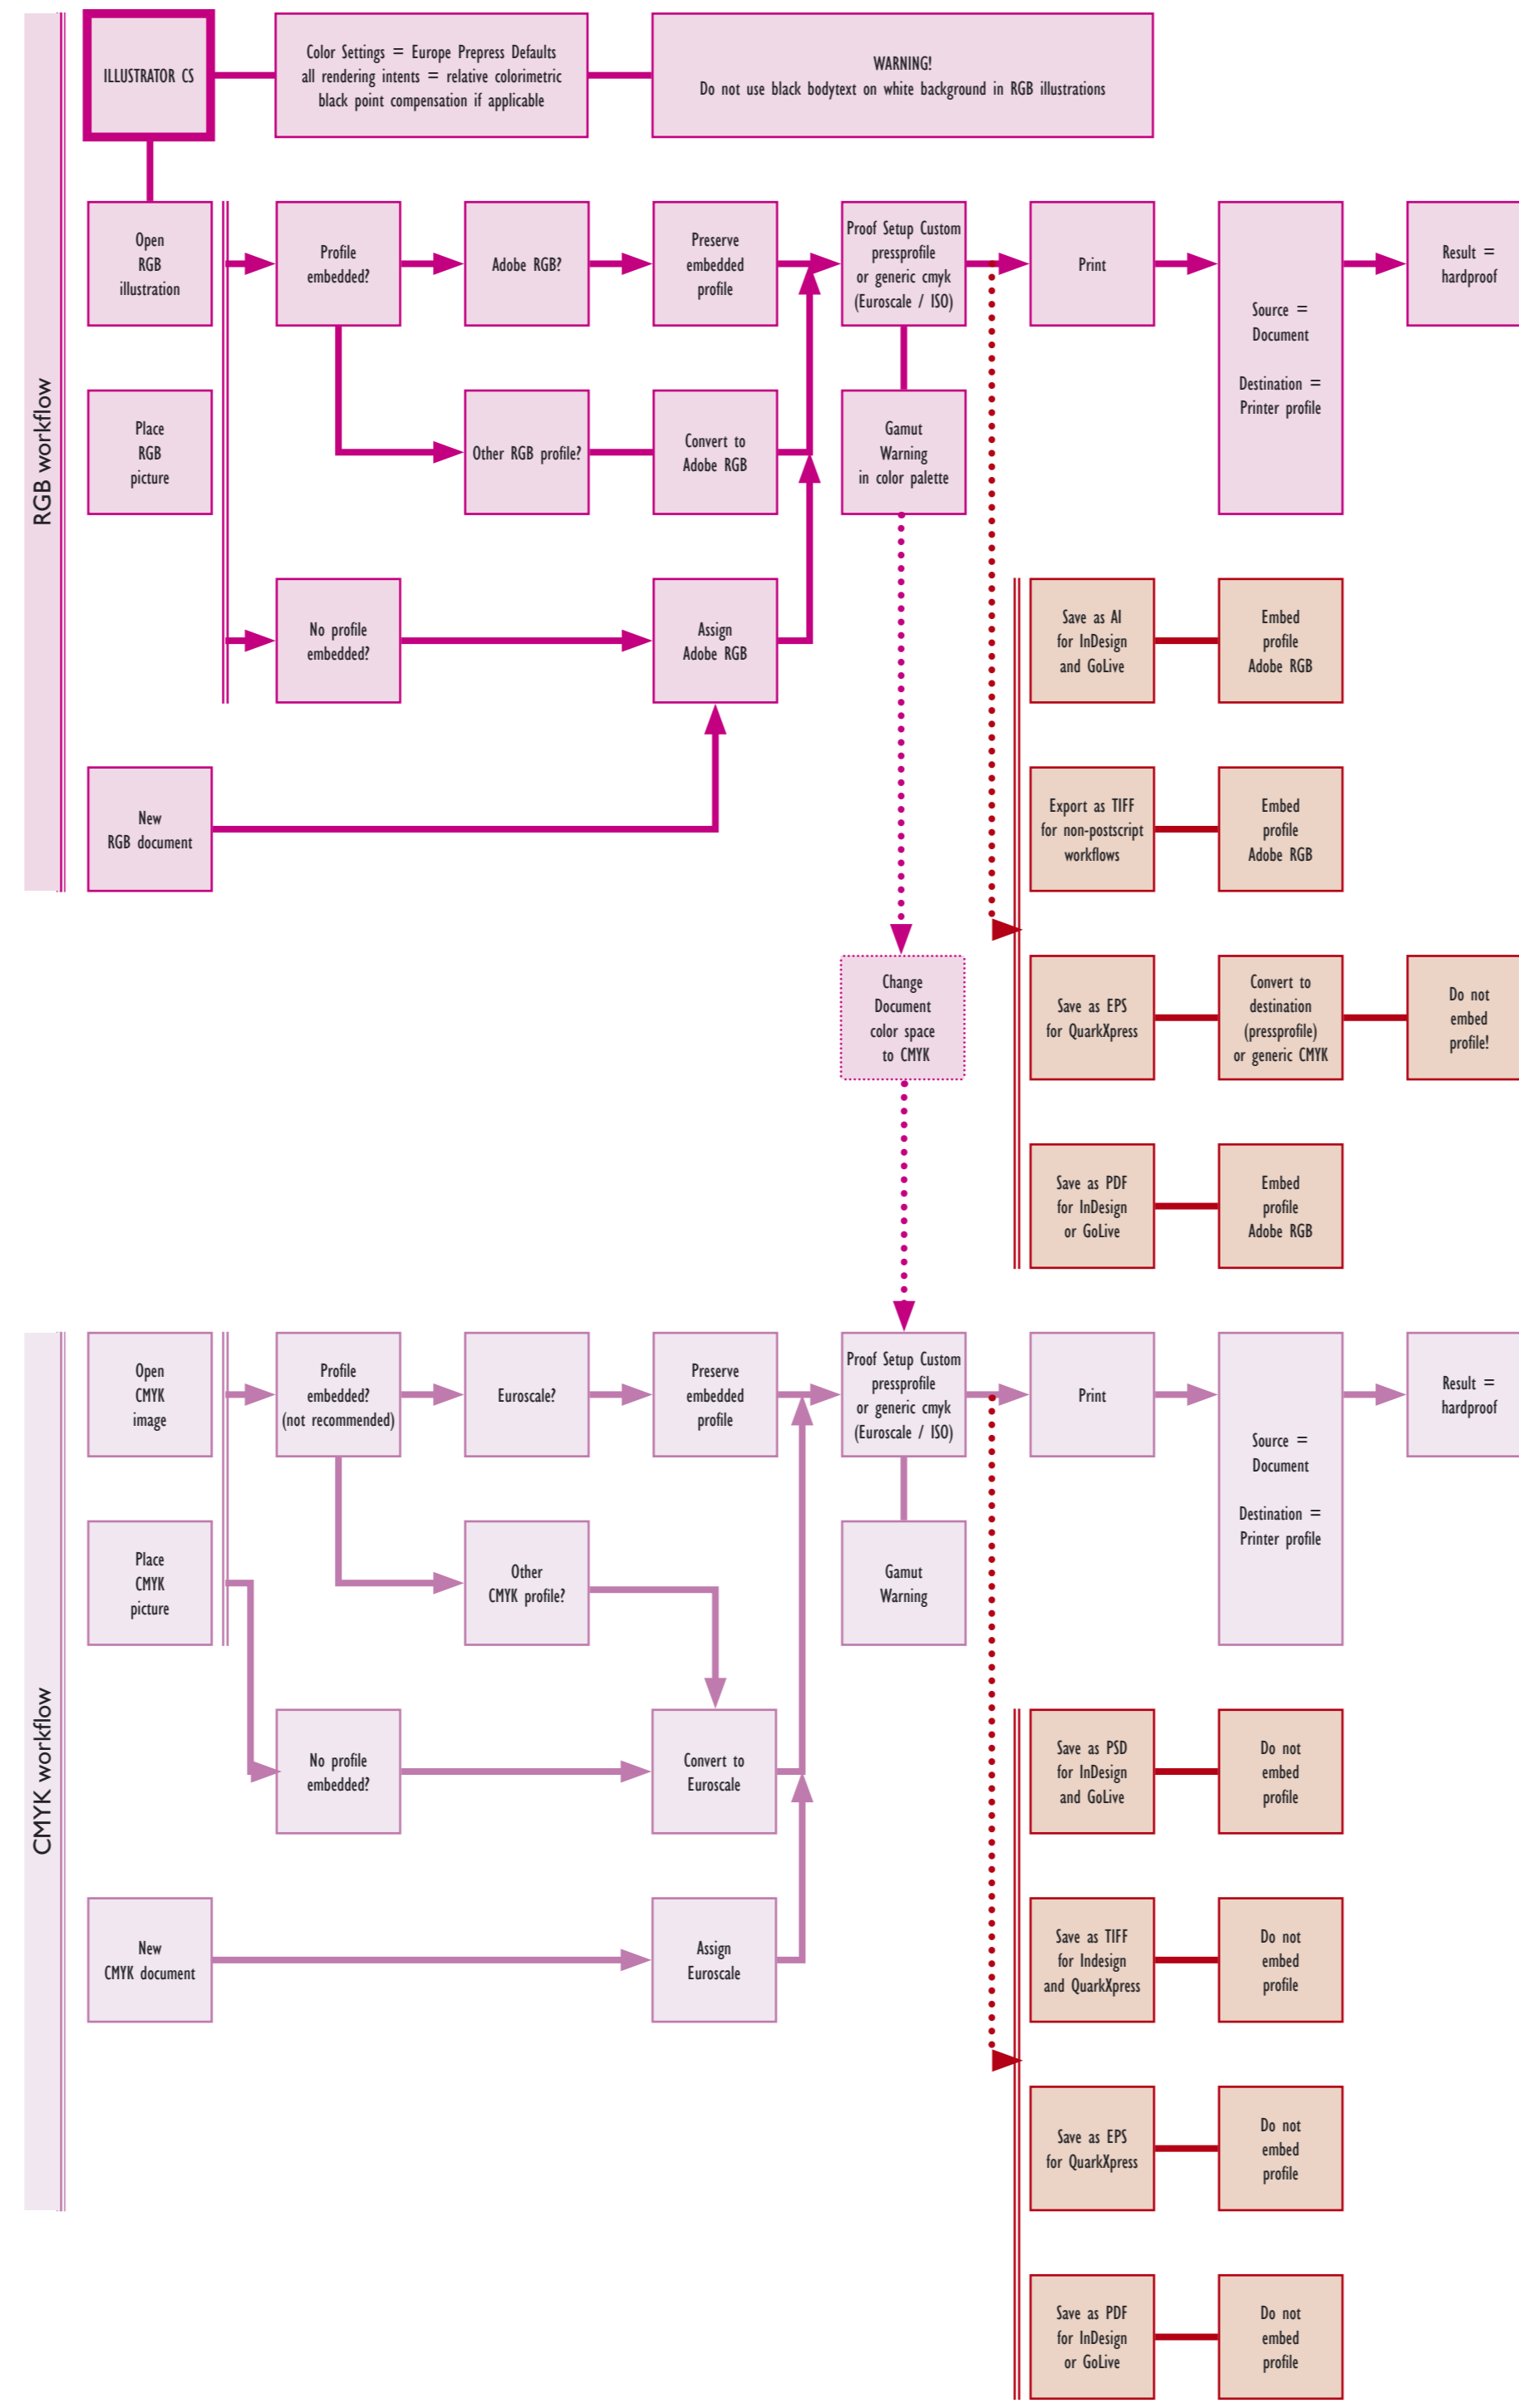 RGB workflow
ILLUSTRATOR CS
Color Settings = Europe Prepress Defaults
all rendering intents = relative colorimetric
black point compensation if applicable
WARNING!
Do not use black bodytext on white background in RGB illustrations
Open
RGB
illustration
Profile
embedded?
Adobe RGB?
Preserve
embedded
profile
Proof Setup Custom
pressprofile
or generic cmyk
(Euroscale / ISO)
Print
Source =
Document
Destination =
Printer profile
Result =
hardproof
Place
RGB
picture
Other RGB profile?
Convert to
Adobe RGB
Gamut
Warning
in color palette
No profile
embedded?
Assign
Adobe RGB
Save as AI
for InDesign
and GoLive
Embed
profile
Adobe RGB
New
RGB document
Export as TIFF
for non-postscript
workflows
Embed
profile
Adobe RGB
Change
Document
color space
to CMYK
Save as EPS
for QuarkXpress
Convert to
destination
(pressprofile)
or generic CMYK
Do not
embed
profile!
Save as PDF
for InDesign
or GoLive
Embed
profile
Adobe RGB
CMYK workflow
Open
CMYK
image
Profile
embedded?
(not recommended)
Euroscale?
Preserve
embedded
profile
Proof Setup Custom
pressprofile
or generic cmyk
(Euroscale / ISO)
Print
Source =
Document
Destination =
Printer profile
Result =
hardproof
Place
CMYK
picture
Other
CMYK profile?
Gamut
Warning
No profile
embedded?
Convert to
Euroscale
Save as PSD
for InDesign
and GoLive
Do not
embed
profile
New
CMYK document
Assign
Euroscale
Save as TIFF
for Indesign
and QuarkXpress
Do not
embed
profile
Save as EPS
for QuarkXpress
Do not
embed
profile
Save as PDF
for InDesign
or GoLive
Do not
embed
profile